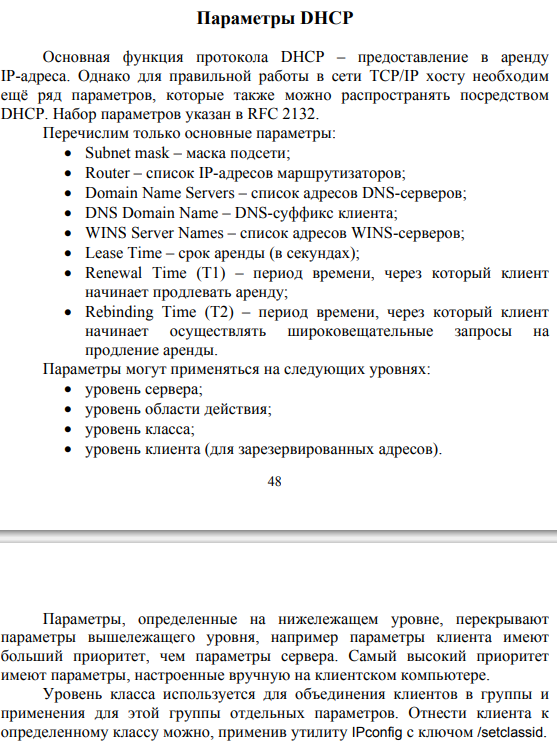 Параметры DHCP
Основная функция протокола DHCP – предоставление в аренду
IP-адреса. Однако для правильной работы в сети TCP/IP хосту необходим
ещё ряд параметров, которые также можно распространять посредством
DHCP. Набор параметров указан в RFC 2132.
Перечислим только основные параметры:
• Subnet mask – маска подсети;
• Router – список IP-адресов маршрутизаторов;
• Domain Name Servers – список адресов DNS-серверов;
• DNS Domain Name – DNS-суффикс клиента;
• WINS Server Names – список адресов WINS-серверов;
• Lease Time – срок аренды (в секундах);
• Renewal Time (T1) – период времени, через который клиент
начинает продлевать аренду;
• Rebinding Time (T2) – период времени, через который клиент
начинает осуществлять широковещательные запросы на
продление аренды.
Параметры могут применяться на следующих уровнях:
• уровень сервера;
• уровень области действия;
• уровень класса;
• уровень клиента (для зарезервированных адресов).
48
Параметры, определенные на нижележащем уровне, перекрывают
параметры вышележащего уровня, например параметры клиента имеют
больший приоритет, чем параметры сервера. Самый высокий приоритет
имеют параметры, настроенные вручную на клиентском компьютере.
Уровень класса используется для объединения клиентов в группы и
применения для этой группы отдельных параметров. Отнести клиента к
определенному классу можно, применив утилиту IPconfig с ключом /setclassid.